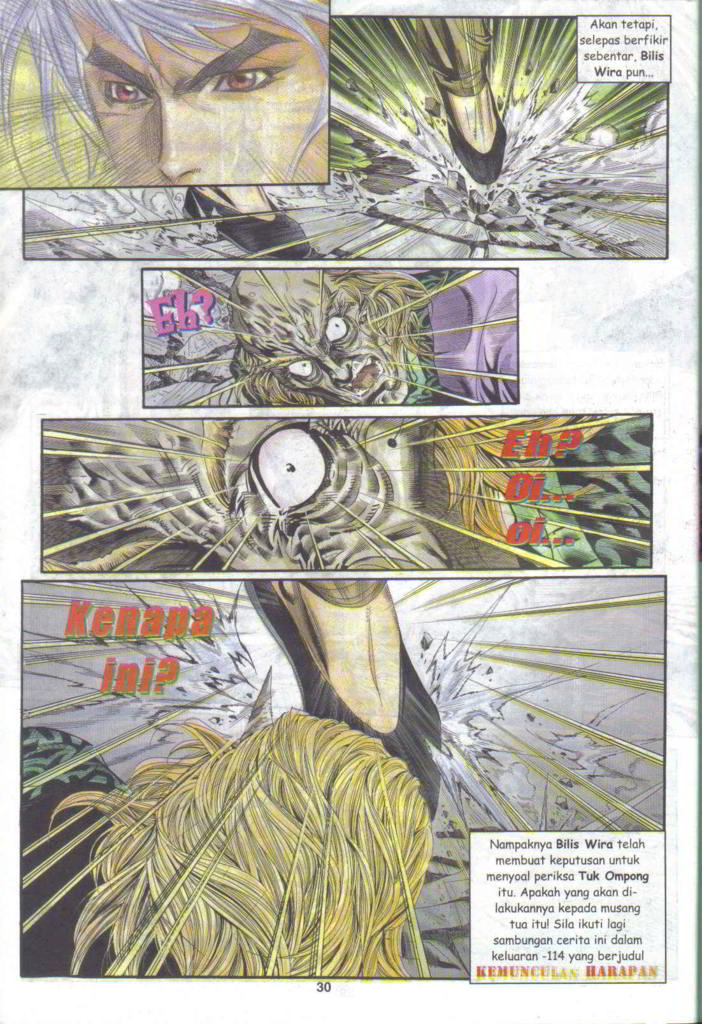 Akan tetapi,
selepas berfikir
sebentar, Bilis
Wira pun...
Eh?
Eh?
Oi...
oi...
Kenapa
ini?
Nampaknya Bilis Wira telah
membuat keputusan untuk
menyoal periksa Tuk Ompong
itu. Apakah yang akan di-
lakukannya kepada musang
tua itu! Sila ikuti lagi
sambungan cerita ini dalam
keluaran -114 yang berjudul
KEMUNCULAN HARAPAN
30